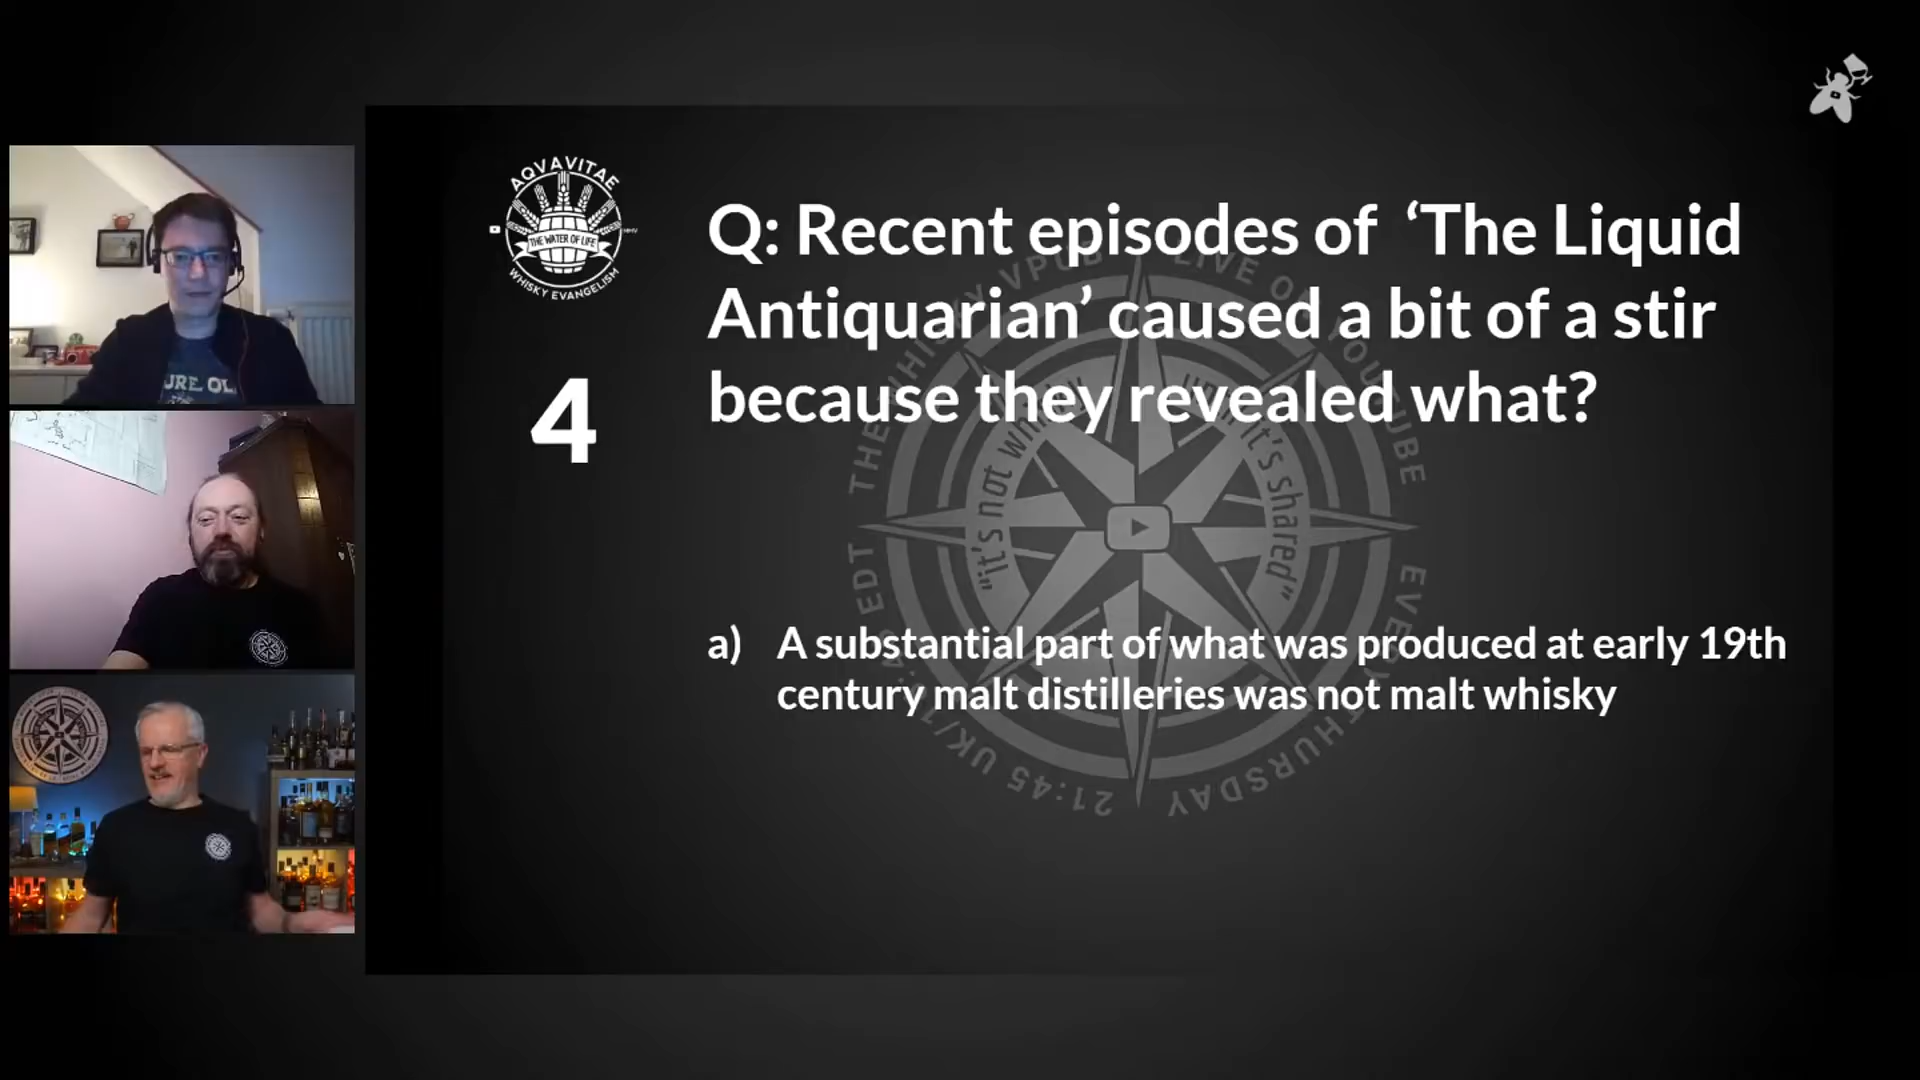 AQVAVITAE
THE WATER OF LIFE
WHISKY EVANGELISM
4
Q: Recent episodes of ‘The Liquid
Antiquarian’ caused a bit of a stir
because they revealed what?
a) A substantial part of what was produced at early 19th
century malt distilleries was not malt whisky
"it's not whisky
it's shared"
EVERY THURSDAY
21:45 UK/
EDT
URE OL